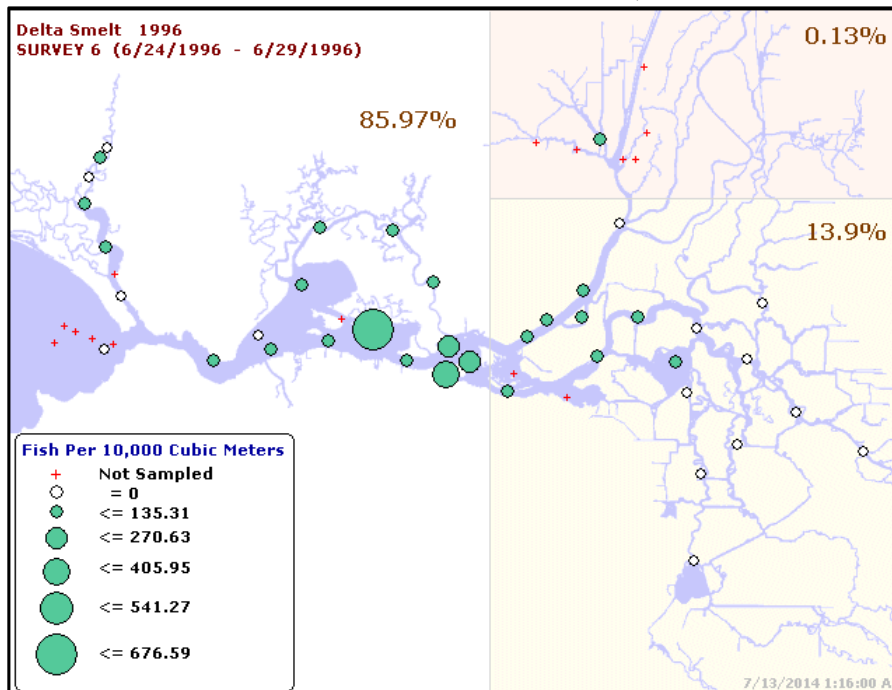 Delta Smelt 1996
SURVEY 6 (6/24/1996 - 6/29/1996)
0.13%
85.97%
13.9%
Fish Per 10,000 Cubic Meters
Not Sampled
= 0
<= 135.31
<= 270.63
<= 405.95
<= 541.27
<= 676.59
7/13/2014 1:16:00 A